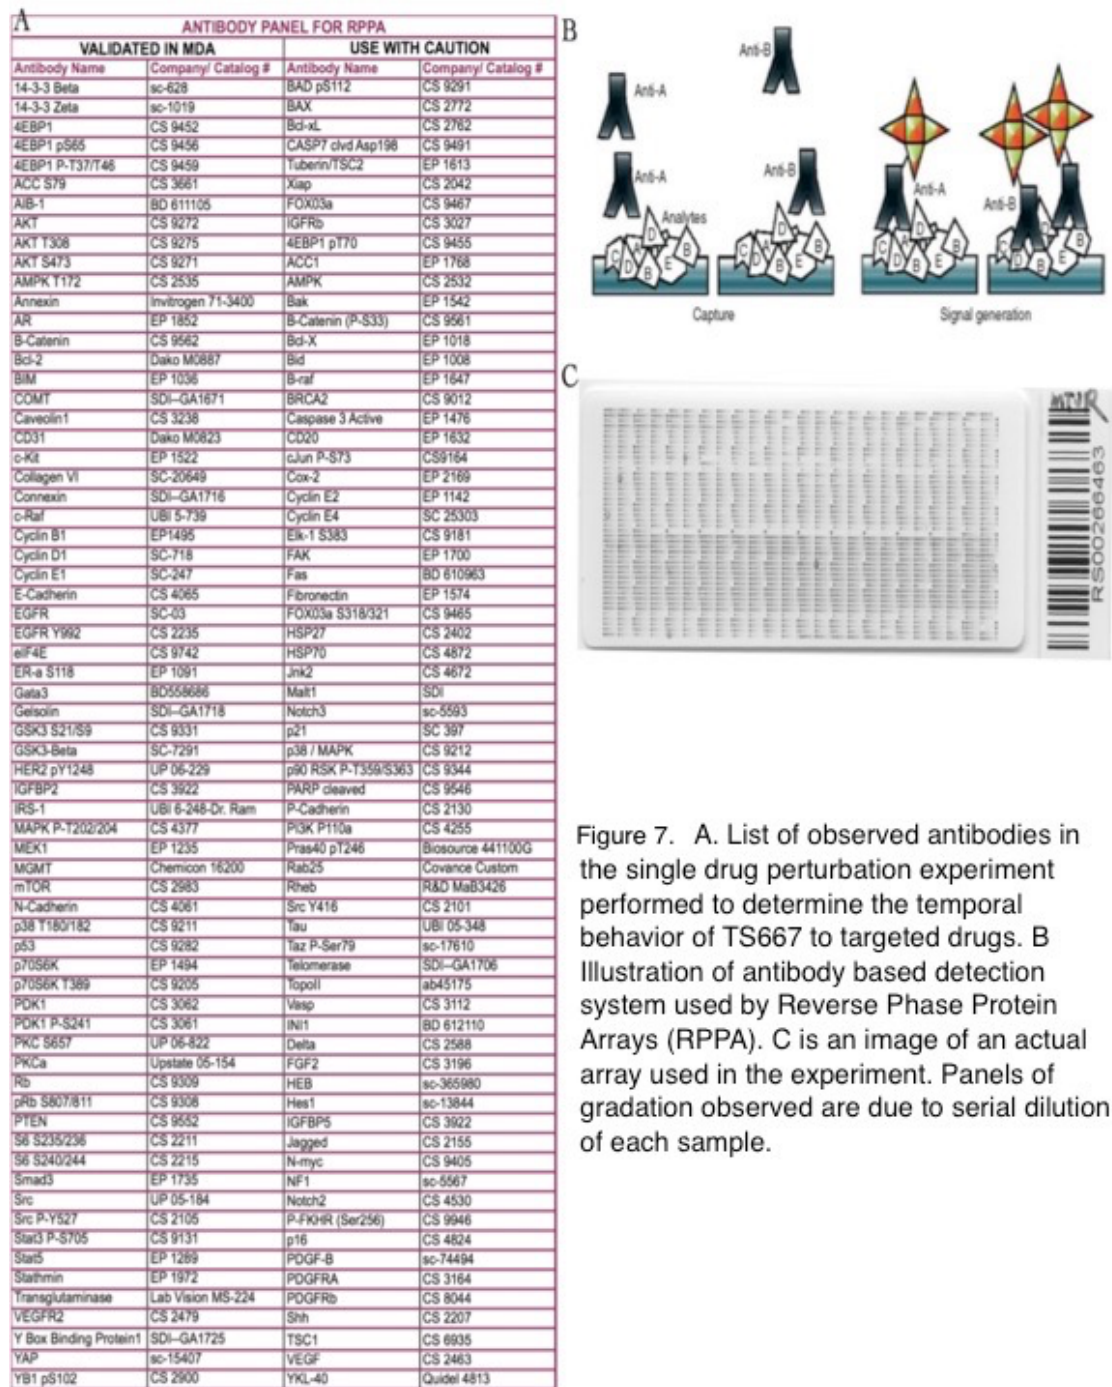 A
ANTIBODY PANEL FOR RPPA
VALIDATED IN MDA USE WITH CAUTION
Antibody Name Company/ Catalog # Antibody Name Company/ Catalog #
14-3-3 Beta sc-628 BAD pS112 CS 9291
14-3-3 Zeta sc-1019 BAX CS 2772
4EBP1 CS 9452 Bcl-xL CS 2762
4EBP1 pS65 CS 9456 CASP7 clvd Asp198 CS 9491
4EBP1 P-T37/T46 CS 9459 Tuberin/TSC2 EP 1613
ACC S79 CS 3661 Xiap CS 2042
AIB-1 BD 611105 FOX03a CS 9467
AKT CS 9272 IGFRb CS 3027
AKT T308 CS 9275 4EBP1 pT70 CS 9455
AKT S473 CS 9271 ACC1 EP 1768
AMPK T172 CS 2535 AMPK CS 2532
Annexin Invitrogen 71-3400 Bak EP 1542
AR EP 1852 B-Catenin (P-S33) CS 9561
B-Catenin CS 9562 Bcl-X EP 1018
Bcl-2 Dako M0887 Bid EP 1008
BIM EP 1036 B-raf EP 1647
COMT SDI--GA1671 BRCA2 CS 9012
Caveolin1 CS 3238 Caspase 3 Active EP 1476
CD31 Dako M0823 CD20 EP 1632
c-Kit EP 1522 cJun P-S73 CS9164
Collagen VI SC-20649 Cox-2 EP 2169
Connexin SDI--GA1716 Cyclin E2 EP 1142
c-Raf UBI 5-739 Cyclin E4 SC 25303
Cyclin B1 EP1495 Elk-1 S383 CS 9181
Cyclin D1 SC-718 FAK EP 1700
Cyclin E1 SC-247 Fas BD 610963
E-Cadherin CS 4065 Fibronectin EP 1574
EGFR SC-03 FOX03a S318/321 CS 9465
EGFR Y992 CS 2235 HSP27 CS 2402
eIF4E CS 9742 HSP70 CS 4872
ER-a S118 EP 1091 Jnk2 CS 4672
Gata3 BD558686 Malt1 SDI
Gelsolin SDI--GA1718 Notch3 sc-5593
GSK3 S21/S9 CS 9331 p21 SC 397
GSK3-Beta SC-7291 p38 / MAPK CS 9212
HER2 pY1248 UP 06-229 p90 RSK P-T359/S363 CS 9344
IGFBP2 CS 3922 PARP cleaved CS 9546
IRS-1 UBI 6-248-Dr. Ram P-Cadherin CS 2130
MAPK P-T202/204 CS 4377 PI3K P110a CS 4255
MEK1 EP 1235 Pras40 pT246 Biosource 441100G
MGMT Chemicon 16200 Rab25 Covance Custom
mTOR CS 2983 Rheb R&D MaB3426
N-Cadherin CS 4061 Src Y416 CS 2101
p38 T180/182 CS 9211 Tau UBI 05-348
p53 CS 9282 Taz P-Ser79 sc-17610
p70S6K EP 1494 Telomerase SDI--GA1706
p70S6K T389 CS 9205 TopoII ab45175
PDK1 CS 3062 Vasp CS 3112
PDK1 P-S241 CS 3061 INI1 BD 612110
PKC S657 UP 06-822 Delta CS 2588
PKCa Upstate 05-154 FGF2 CS 3196
Rb CS 9309 HEB sc-365980
pRb S807/811 CS 9308 Hes1 sc-13844
PTEN CS 9552 IGFBP5 CS 3922
S6 S235/236 CS 2211 Jagged CS 2155
S6 S240/244 CS 2215 N-myc CS 9405
Smad3 EP 1735 NF1 sc-5567
Src UP 05-184 Notch2 CS 4530
Src P-Y527 CS 2105 P-FKHR (Ser256) CS 9946
Stat3 P-S705 CS 9131 p16 CS 4824
Stat5 EP 1289 PDGF-B sc-74494
Stathmin EP 1972 PDGFRA CS 3164
Transglutaminase Lab Vision MS-224 PDGFRb CS 8044
VEGFR2 CS 2479 Shh CS 2207
Y Box Binding Protein1 SDI--GA1725 TSC1 CS 6935
YAP sc-15407 VEGF CS 2463
YB1 pS102 CS 2900 YKL-40 Quidel 4813
B
Anti-B
Anti-A
Anti-A Anti-B Anti-A Anti-B
Analytes
C D A D B E B
C D A D B E B
C D A D B E B
C D B E B
Capture Signal generation
C
RS00266463
Figure 7. A. List of observed antibodies in
the single drug perturbation experiment
performed to determine the temporal
behavior of TS667 to targeted drugs. B
Illustration of antibody based detection
system used by Reverse Phase Protein
Arrays (RPPA). C is an image of an actual
array used in the experiment. Panels of
gradation observed are due to serial dilution
of each sample.